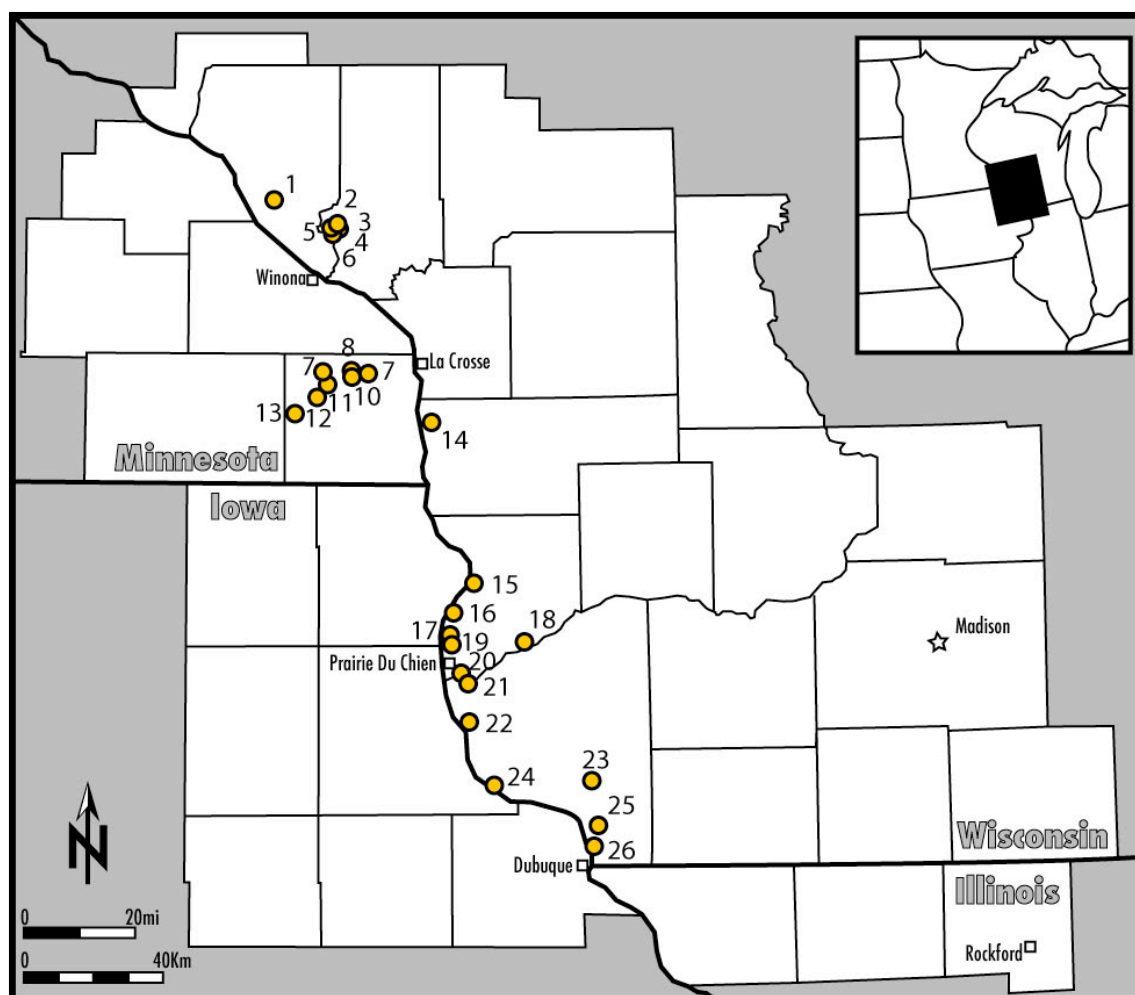 1
2
3
5
4
6
Winona
8
7
7
La Crosse
10
11
12
13
14
Minnesota
Iowa
15
16
18
17
19
Madison
Prairie Du Chien
20
21
22
23
24
25
Wisconsin
26
Dubuque
Illinois
N
0 20mi
Rockford
0 40Km